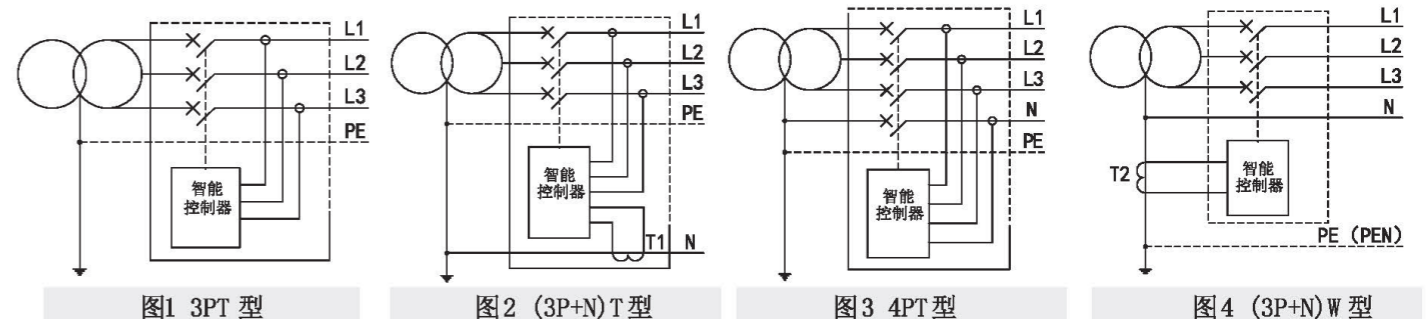 L1
L2
L3
PE
智能
控制器
图1 3PT 型
L1
L2
L3
PE
智能
控制器
T1 N
图2 (3P+N)T 型
L1
L2
L3
N
PE
智能
控制器
图3 4PT型
L1
L2
L3
N
T2
智能
控制器
PE (PEN)
图4 (3P+N)W 型